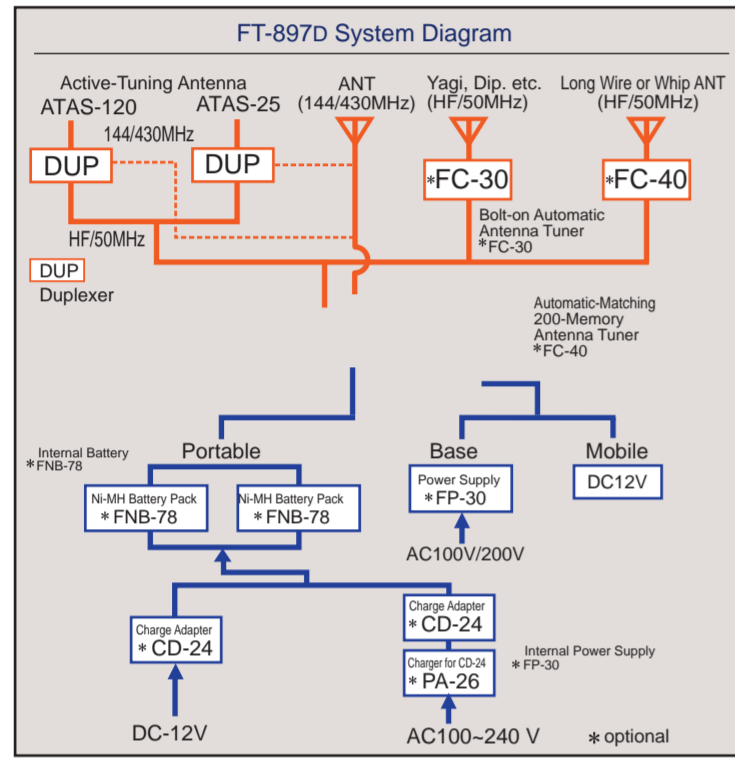 FT-897D System Diagram
Active-Tuning Antenna
ATAS-120
ATAS-25
ANT
(144/430MHz)
Yagi, Dip. etc.
(HF/50MHz)
Long Wire or Whip ANT
(HF/50MHz)
144/430MHz
DUP
DUP
*FC-30
*FC-40
HF/50MHz
Bolt-on Automatic
Antenna Tuner
*FC-30
DUP
Duplexer
Automatic-Matching
200-Memory
Antenna Tuner
*FC-40
Internal Battery
*FNB-78
Portable
Base
Mobile
Ni-MH Battery Pack
*FNB-78
Ni-MH Battery Pack
*FNB-78
Power Supply
*FP-30
DC12V
AC100V/200V
Charge Adapter
*CD-24
Charge Adapter
*CD-24
Charger for CD-24
*PA-26
Internal Power Supply
*FP-30
DC-12V
AC100~240 V
*optional